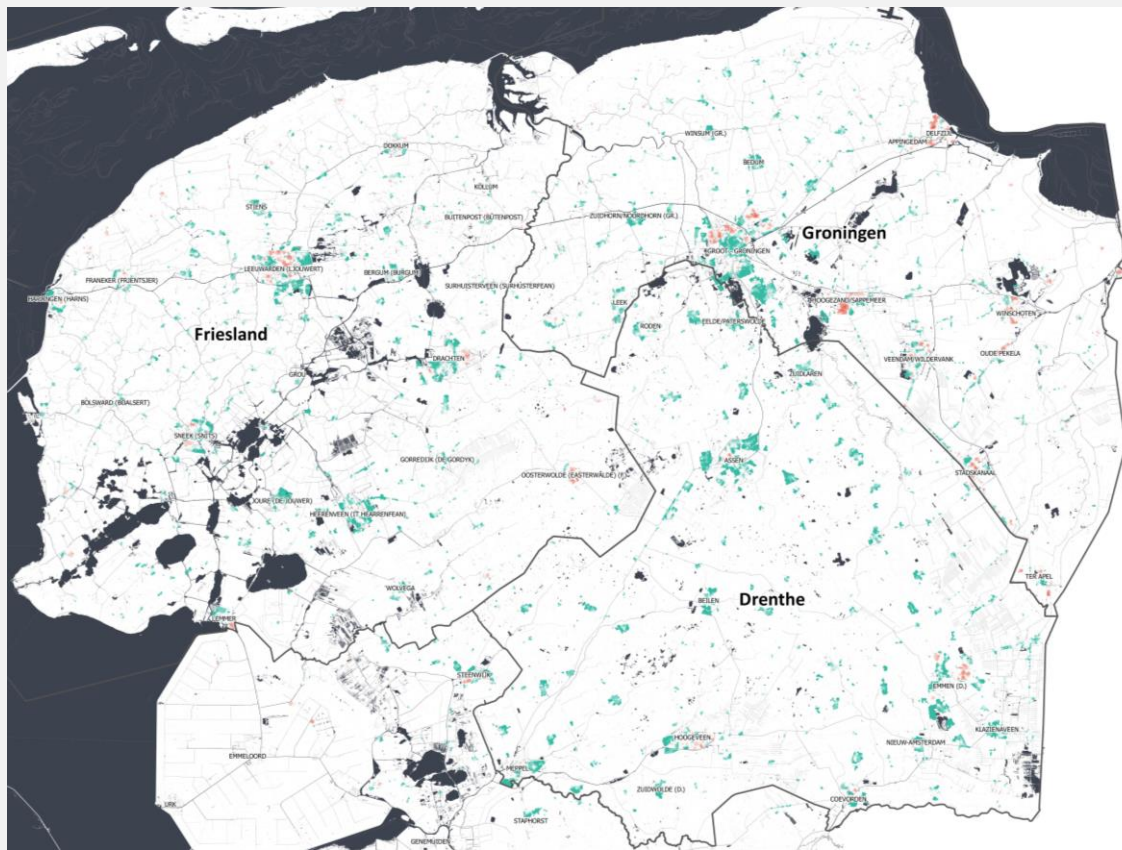 DELFZIJL
WINSUM (GR.)
APPINGEDAM
DOKKUM
BEDUM
KOLLUM
STIENS
BUITENPOST (BÛTENPOST)
ZUIDHORN/NOORDHORN (GR.)
Groningen
GROOT - GRONINGEN
LEEUWARDEN (LJOUWERT)
BERGUM (BURGUM)
FRANEKER (FRJENTSJER)
SURHUISTERVEEN (SURHUSTERFEAN)
HARLINGEN (HARNS)
LEEK
HOOGEZAND/SAPPEMEER
WINSCHOTEN
Friesland
RODEN
EELDE/PATERSWOLDE
DRACHTEN
OUDE PEKELA
VEENDAM/WILDERVANK
GROU
ZUIDLAREN
BOLSWARD (BOALSERT)
SNEEK (SNITS)
GORREDIJK (DE GORDYK)
ASSEN
OOSTERWOLDE (EASTERWÂLDE) (F.)
STADSKANAAL
JOURE (DE JOUWER)
HEERENVEEN (IT HEARRENFEAN)
TER APEL
WOLVEGA
BEILEN
Drenthe
LEMMER
STEENWIJK
EMMEN (D.)
KLAZIENAVEEN
HOOGEVEEN
NIEUW-AMSTERDAM
EMMELOORD
MEPPEL
ZUIDWOLDE (D.)
URK
COEVORDEN
STAPHORST
GENEMUIDEN